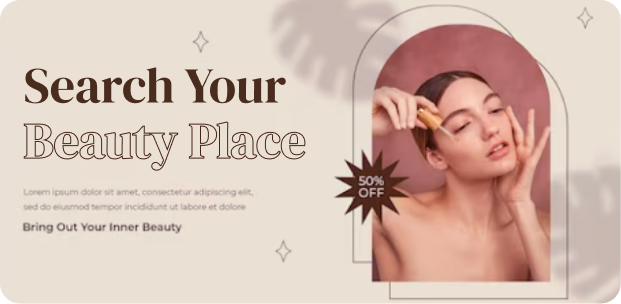 Search Your
Beauty Place
Lorem ipsum dolor sit amet, consectetur adipiscing elit,
sed do eiusmod tempor incididunt ut labore et dolore
Bring Out Your Inner Beauty
50%
OFF